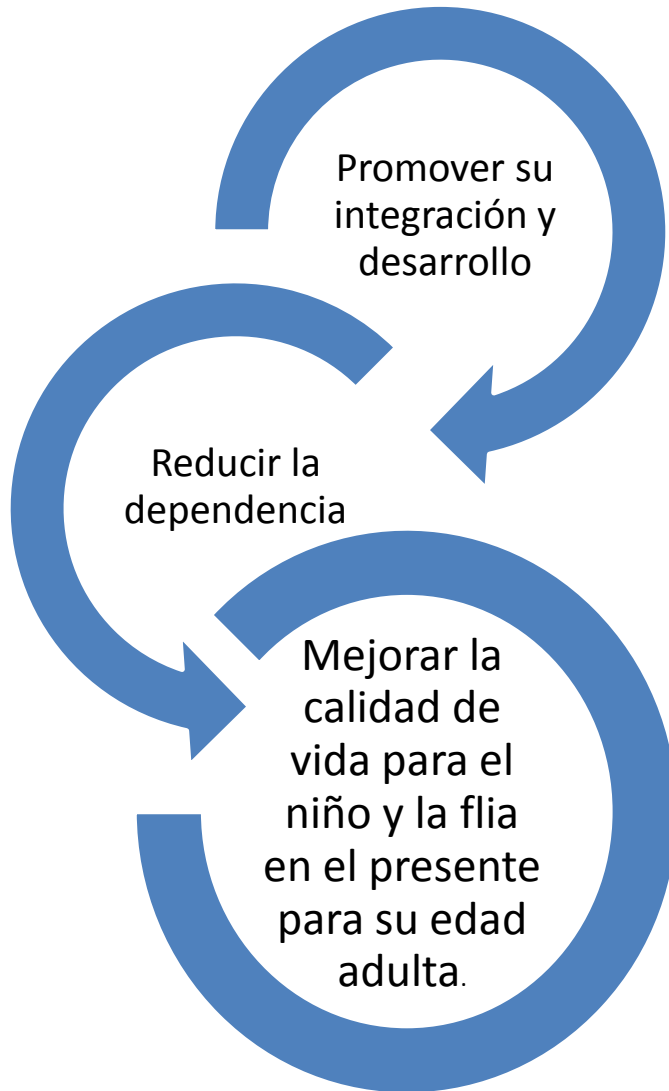 Promover su
integración y
desarrollo
Reducir la
dependencia
Mejorar la
calidad de
vida para el
niño y la flia
en el presente
para su edad
adulta.